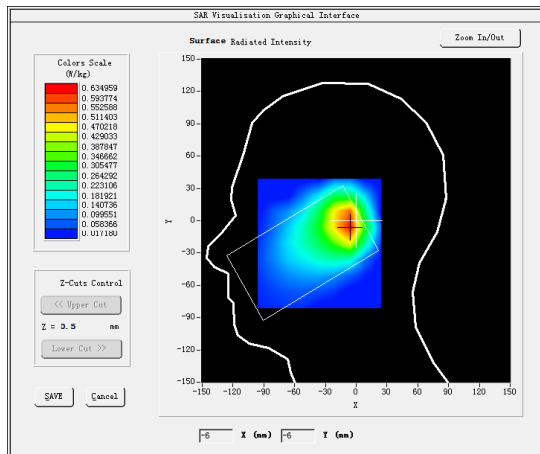 SAR Visualisation Graphical Interface
Surface Radiated Intensity
Zoom In/Out
Colors Scale
(W/kg)
0.634959
0.593774
0.552588
0.511403
0.470218
0.429033
0.387847
0.346662
0.305477
0.264292
0.223106
0.181921
0.140736
0.099551
0.058366
0.017180
Z-Cuts Control
<< Upper Cut
Z = 0.5 mm
Lower Cut >>
SAVE Cancel
150
120
90
60
30
Y 0
-30
-60
-90
-120
-150
-150 -120 -90 -60 -30 0 30 60 90 120 150
X
-6 X (mm) -6 Y (mm)